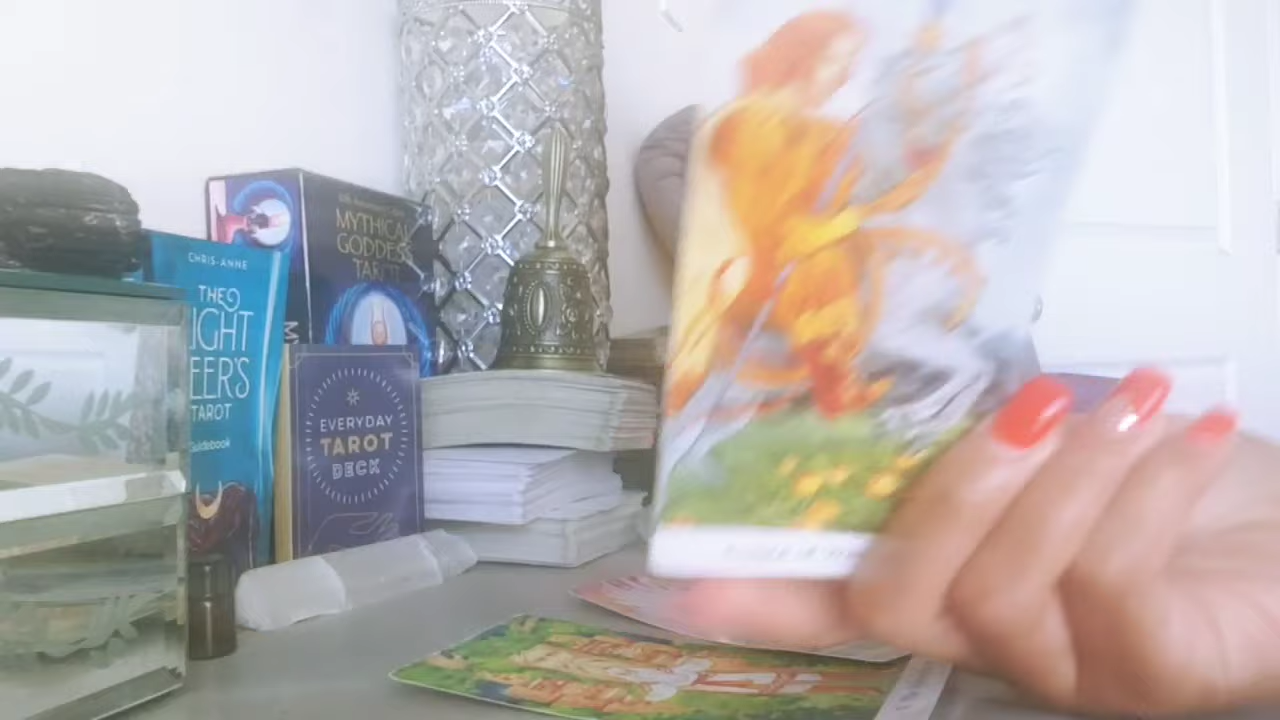 MYTHICAL
GODDESS
TAROT
CHRIS-ANNE
THE
IGHT
EER'S
TAROT
Guidebook
EVERYDAY
TAROT
DECK